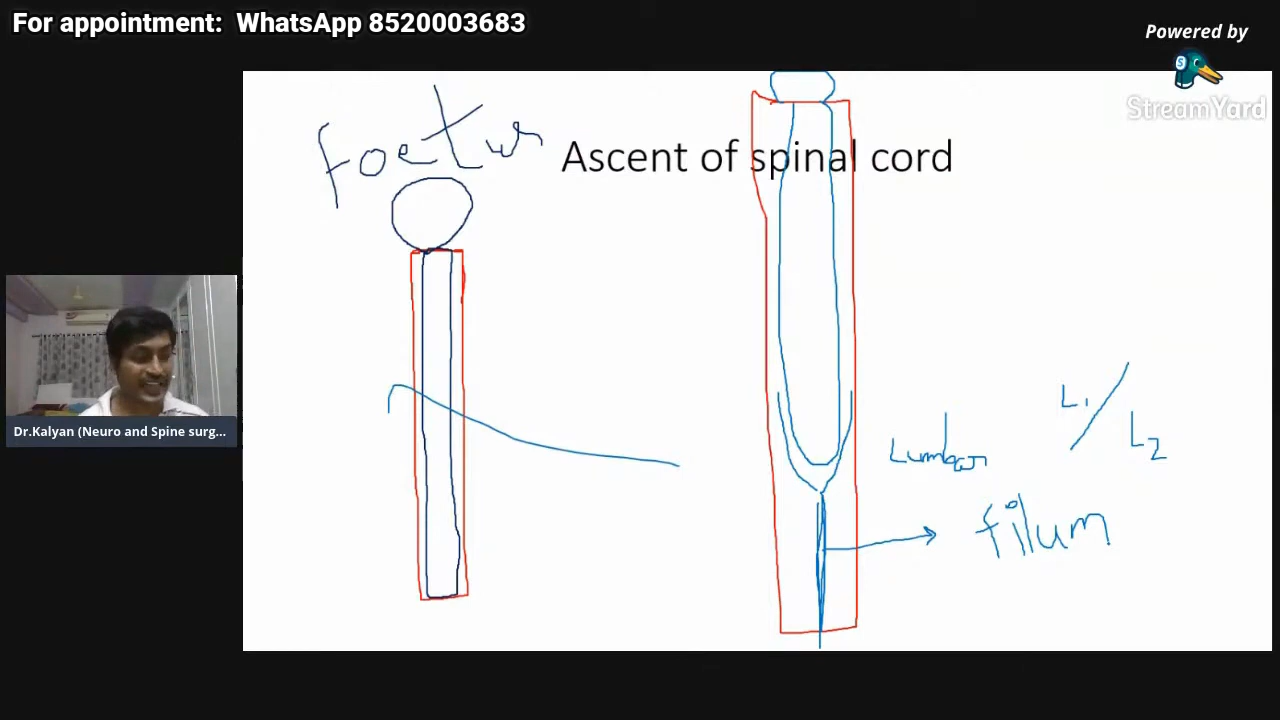 For appointment: WhatsApp 8520003683
Powered by
StreamYard
Foetus
Ascent of spinal cord
L1/L2
Lumbar
filum
Dr.Kalyan (Neuro and Spine surg...